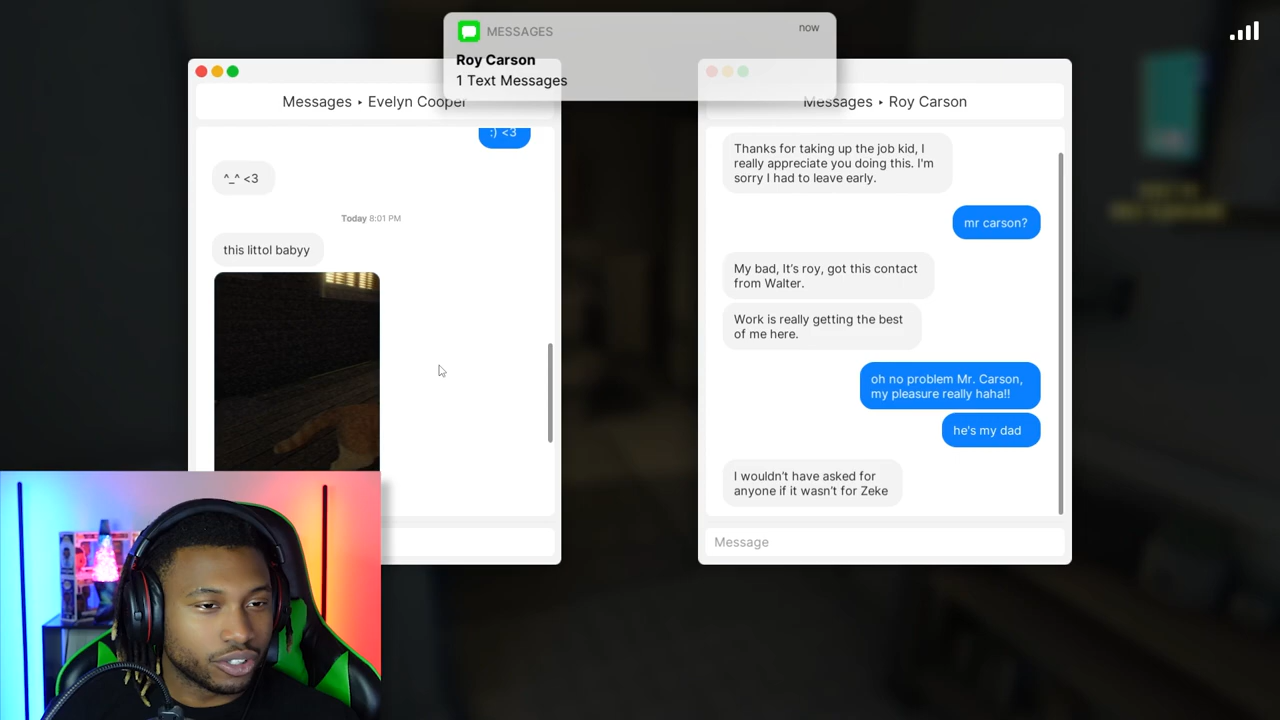 MESSAGES
now
Roy Carson
1 Text Messages
Messages ▸ Evelyn Cooper
:) <3
^_^ <3
Today 8:01 PM
this littol babyy
Messages ▸ Roy Carson
Thanks for taking up the job kid, I
really appreciate you doing this. I'm
sorry I had to leave early.
mr carson?
My bad, It's roy, got this contact
from Walter.
Work is really getting the best
of me here.
oh no problem Mr. Carson,
my pleasure really haha!!
he's my dad
I wouldn't have asked for
anyone if it wasn't for Zeke
Message